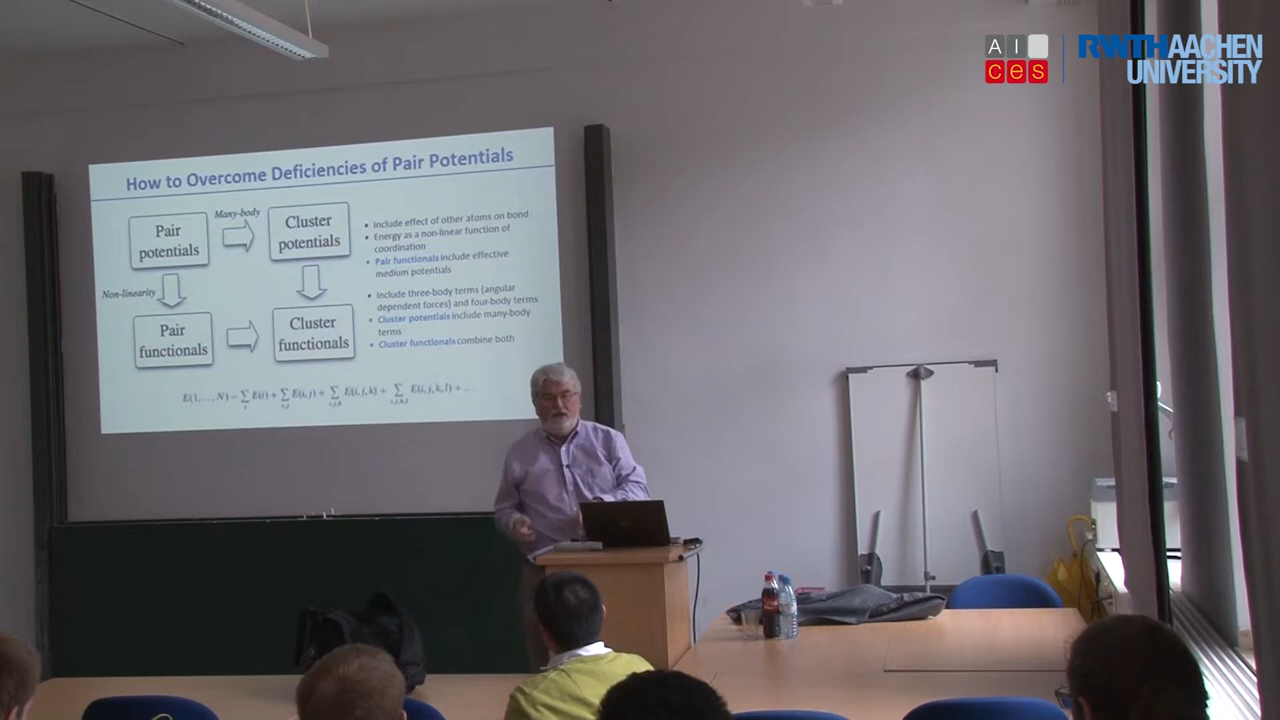 AI
ces
RWTHAACHEN
UNIVERSITY
How to Overcome Deficiencies of Pair Potentials
Many-body
Pair
potentials
Cluster
potentials
Non-linearity
Pair
functionals
Cluster
functionals
• Include effect of other atoms on bond
• Energy as a non-linear function of
coordination
• Pair functionals include effective
medium potentials
• Include three-body terms (angular
dependent forces) and four-body terms
• Cluster potentials include many-body
terms
• Cluster functionals combine both
E(1,…, N) = ∑ E(i) + ∑ E(i, j) + ∑ E(i, j, k) + ∑ E(i, j, k, l) + …
i i,j i,j,k i,j,k,l